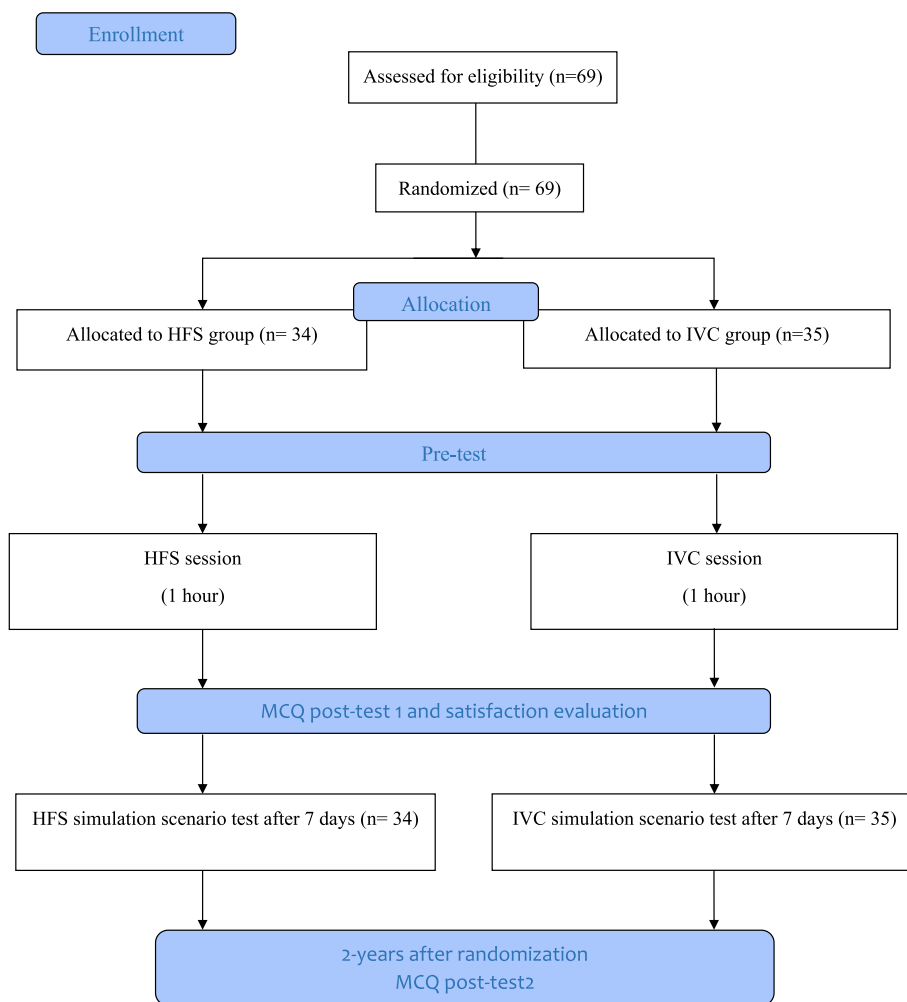 Enrollment
Assessed for eligibility (n=69)
Randomized (n= 69)
Allocation
Allocated to HFS group (n= 34)
Allocated to IVC group (n=35)
Pre-test
HFS session
(1 hour)
IVC session
(1 hour)
MCQ post-test 1 and satisfaction evaluation
HFS simulation scenario test after 7 days (n= 34)
IVC simulation scenario test after 7 days (n= 35)
2-years after randomization
MCQ post-test2